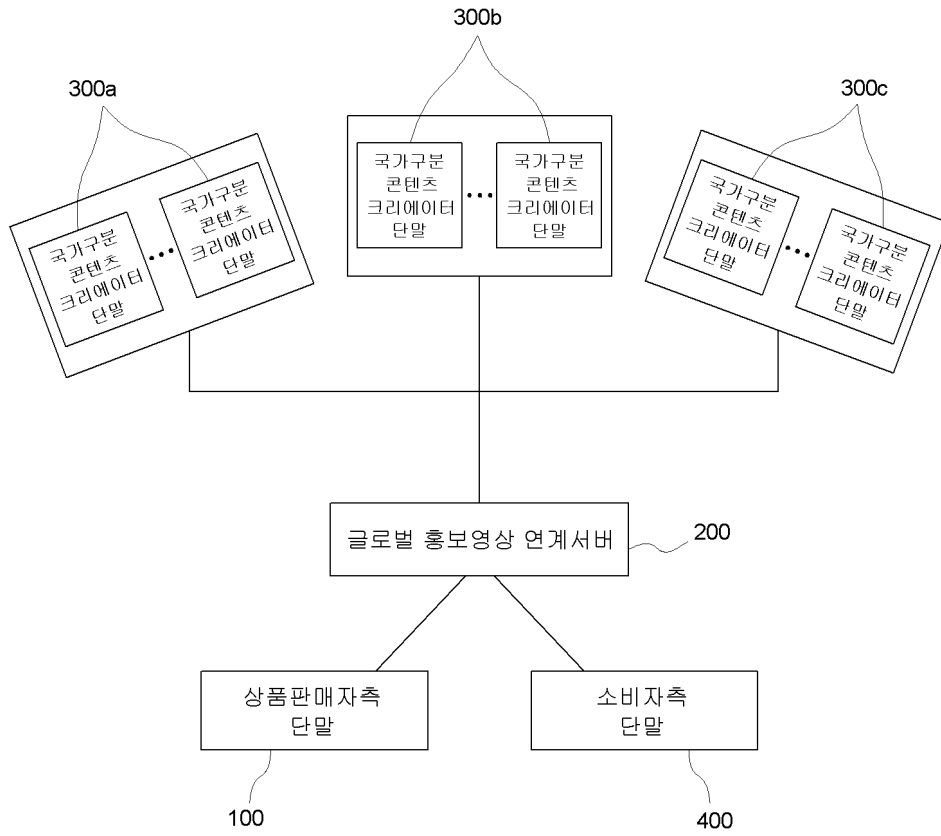 300b
300a
300c
국가구분
콘텐츠
크리에이터
단말
•••
국가구분
콘텐츠
크리에이터
단말
국가구분
콘텐츠
크리에이터
단말
•••
국가구분
콘텐츠
크리에이터
단말
국가구분
콘텐츠
크리에이터
단말
•••
국가구분
콘텐츠
크리에이터
단말
글로벌 홍보영상 연계서버
200
상품판매자측
단말
소비자측
단말
100
400